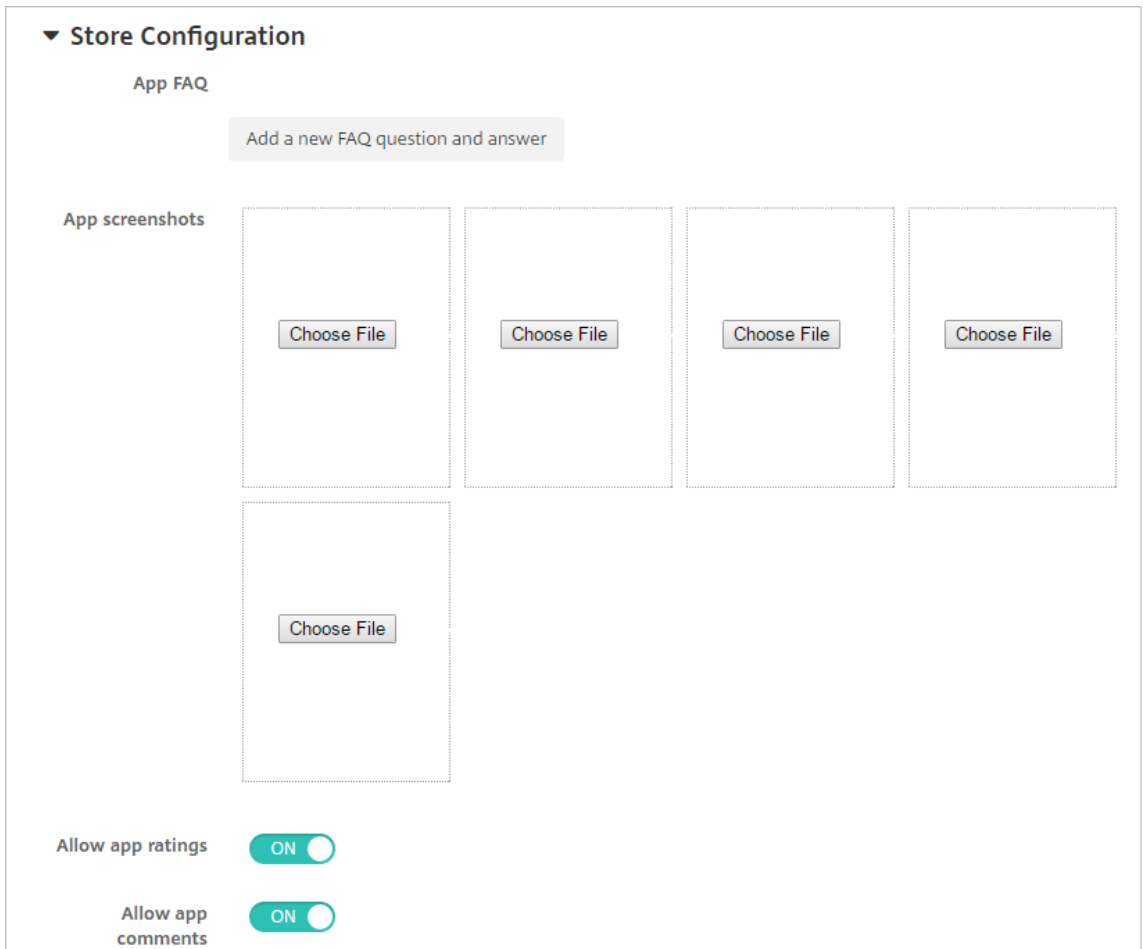 Store Configuration
App FAQ
Add a new FAQ question and answer
App screenshots
Choose File Choose File Choose File Choose File
Choose File
Allow app ratings ON
Allow app ON
comments